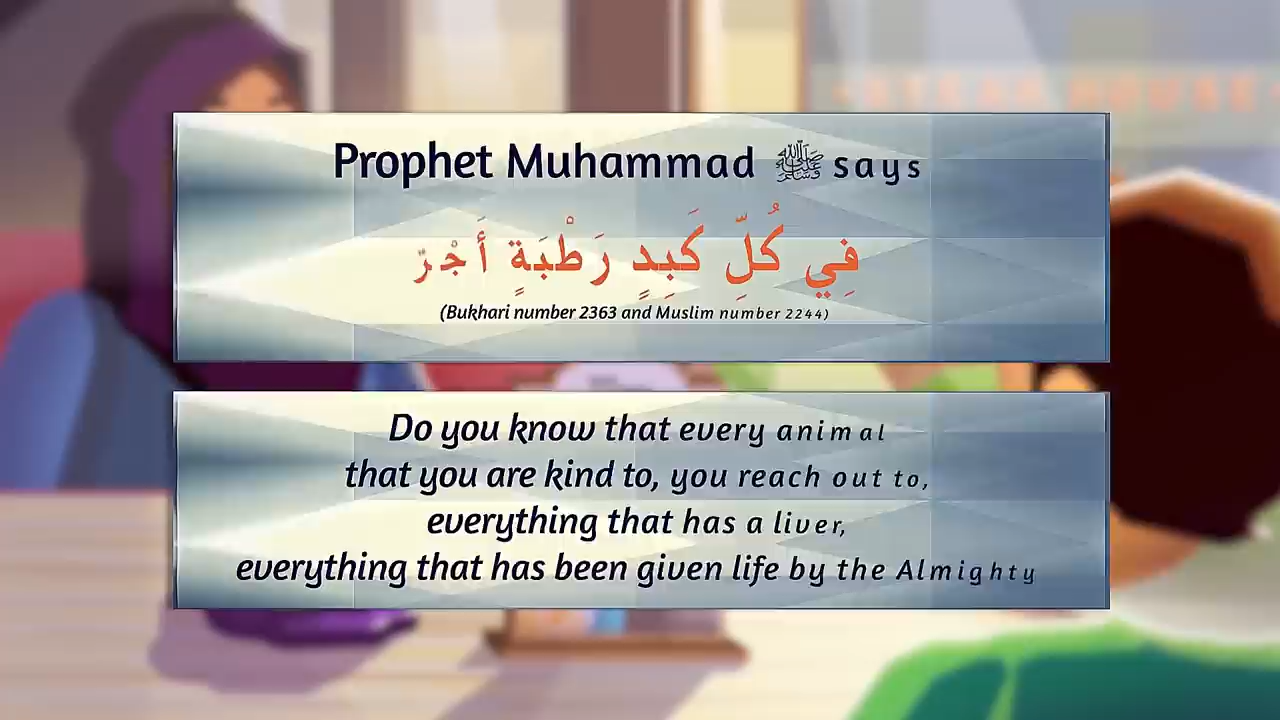 Prophet Muhammad ﷺ says
فِي كُلِّ كَبِدٍ رَطْبَةٍ أَجْرٌ
(Bukhari number 2363 and Muslim number 2244)
Do you know that every animal
that you are kind to, you reach out to,
everything that has a liver,
everything that has been given life by the Almighty